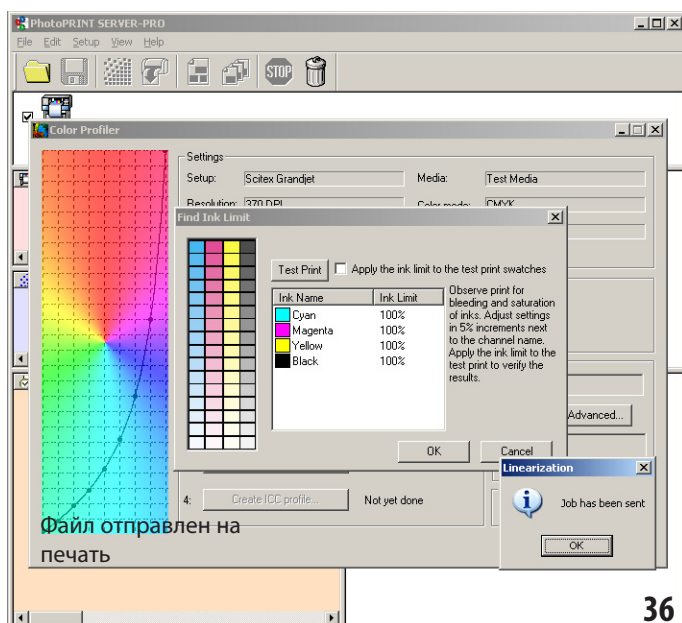 PhotoPRINT SERVER-PRO
File Edit Setup View Help
STOP
Color Profiler
Settings
Setup: Scitex Grandjet Media: Test Media
Resolution: 370 DPI Color mode: CMYK
Find Ink Limit
Test Print Apply the ink limit to the test print swatches
Ink Name Ink Limit
Cyan 100%
Magenta 100%
Yellow 100%
Black 100%
Observe print for
bleeding and saturation
of inks. Adjust settings
in 5% increments next
to the channel name.
Apply the ink limit to the
test print to verify the
results.
Advanced...
OK Cancel
Linearization
Job has been sent
OK
4: Create ICC profile... Not yet done
Файл отправлен на
печать
36